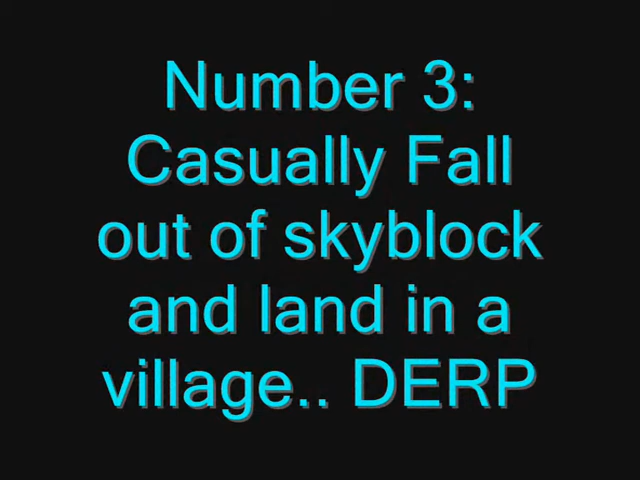 Number 3:
Casually Fall
out of skyblock
and land in a
village.. DERP